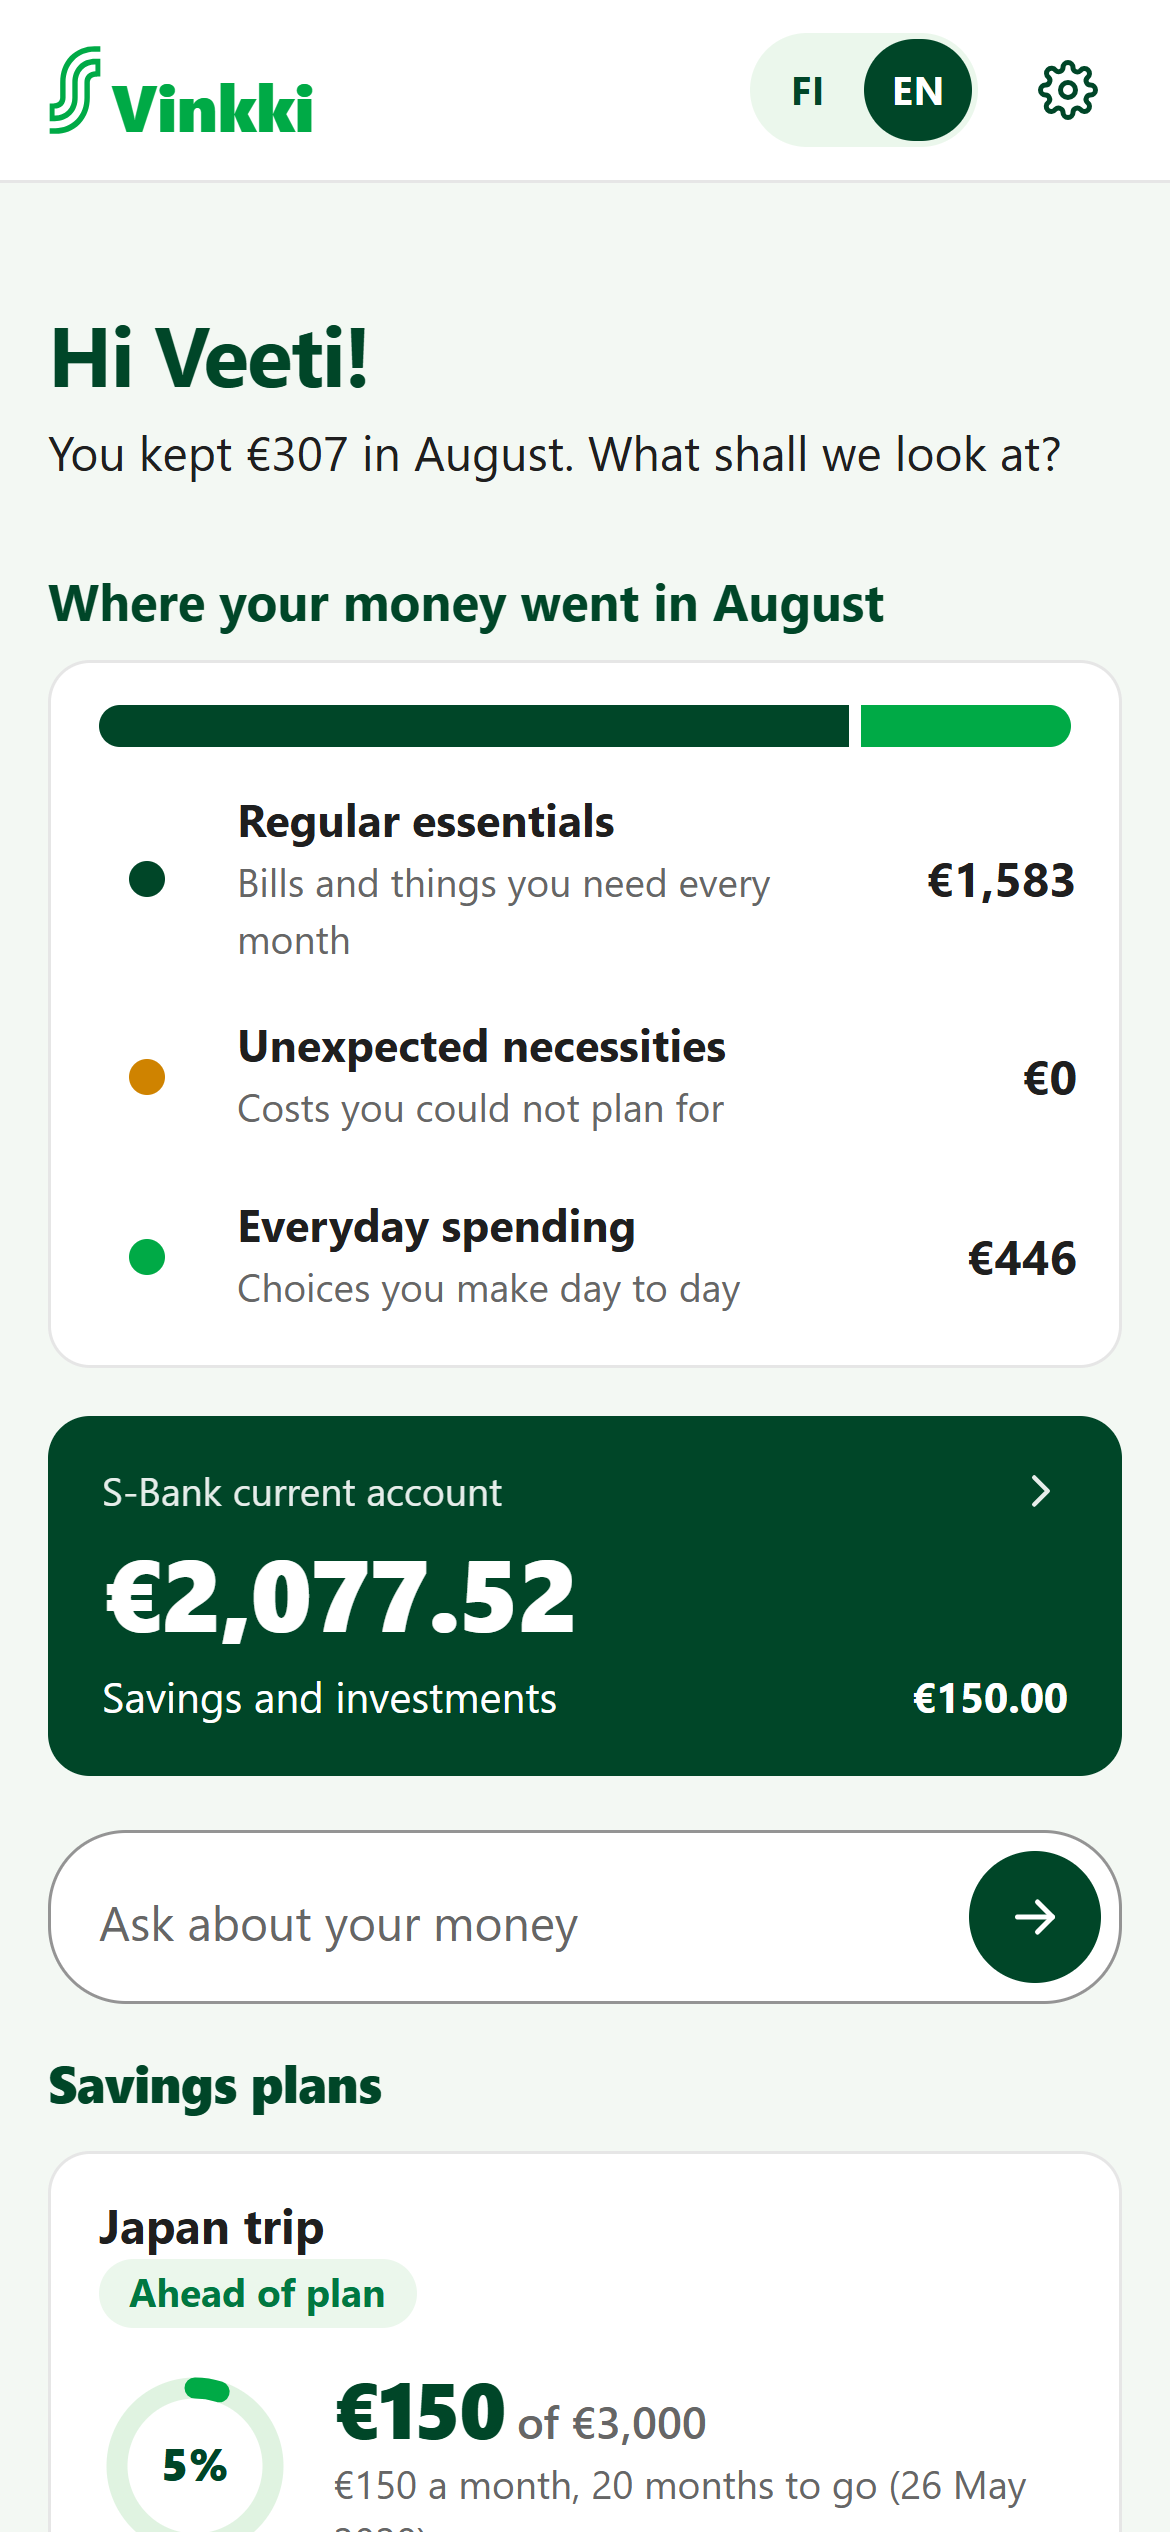 Vinkki
FI
EN
Hi Veeti!
You kept €307 in August. What shall we look at?
Where your money went in August
Regular essentials
Bills and things you need every
month
€1,583
Unexpected necessities
Costs you could not plan for
€0
Everyday spending
Choices you make day to day
€446
S-Bank current account
€2,077.52
Savings and investments
€150.00
Ask about your money
Savings plans
Japan trip
Ahead of plan
5%
€150 of €3,000
€150 a month, 20 months to go (26 May